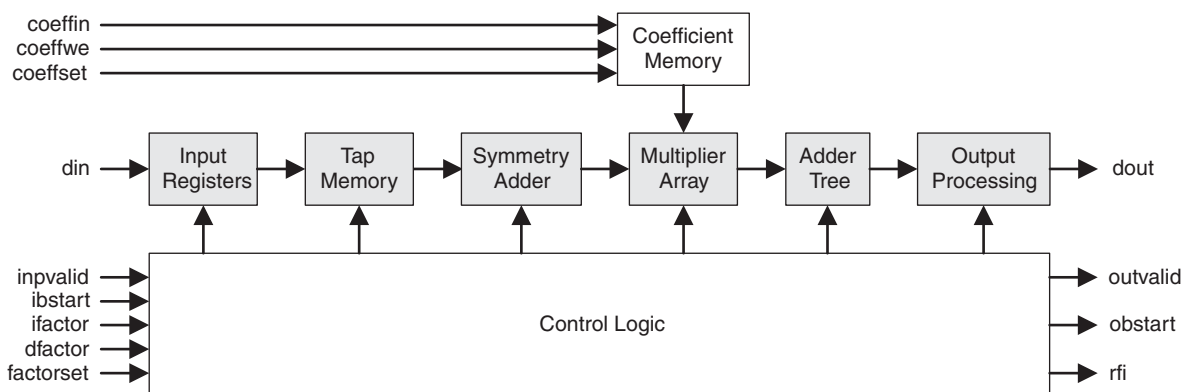 coeffin
coeffwe
coeffset
Coefficient
Memory
din
Input
Registers
Tap
Memory
Symmetry
Adder
Multiplier
Array
Adder
Tree
Output
Processing
dout
inpvalid
ibstart
ifactor
dfactor
factorset
Control Logic
outvalid
obstart
rfi